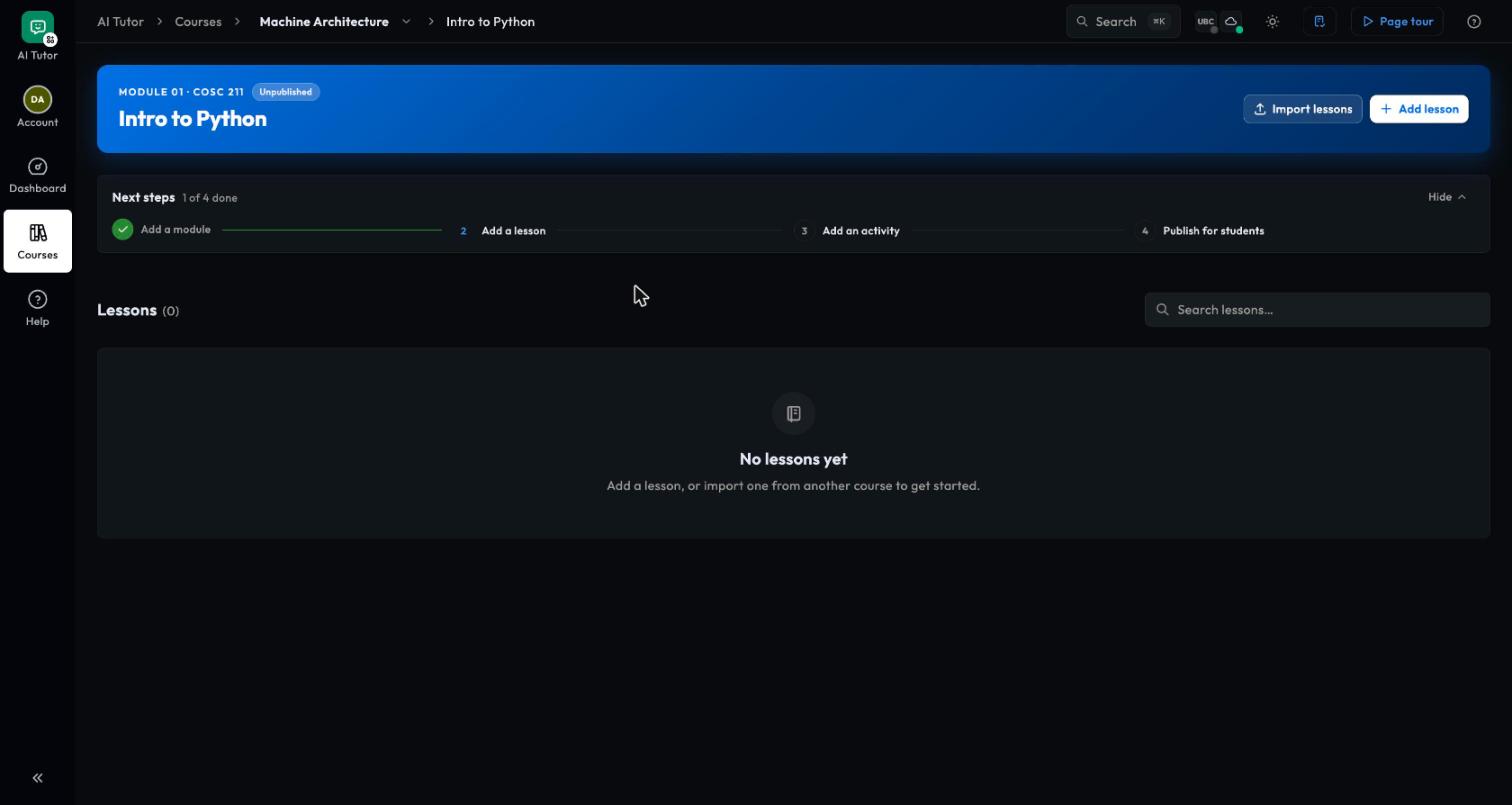 AI Tutor
DA
Account
Dashboard
Courses
Help
AI Tutor > Courses > Machine Architecture > Intro to Python
Search ⌘K
UBC
Page tour
MODULE 01 · COSC 211 Unpublished
Intro to Python
Import lessons
+ Add lesson
Next steps 1 of 4 done
Hide
Add a module
2 Add a lesson
3 Add an activity
4 Publish for students
Lessons (0)
Search lessons...
No lessons yet
Add a lesson, or import one from another course to get started.